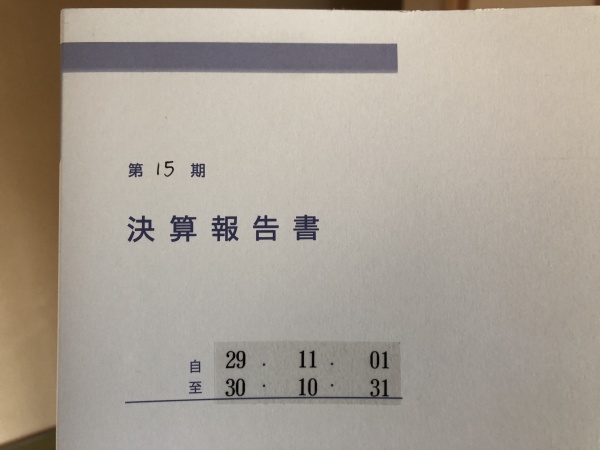 第 15 期
決算報告書
自 29 · 11 · 01
至 30 · 10 · 31